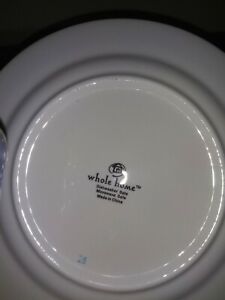 whole home™
Dishwasher Safe
Microwave Safe
Made in China